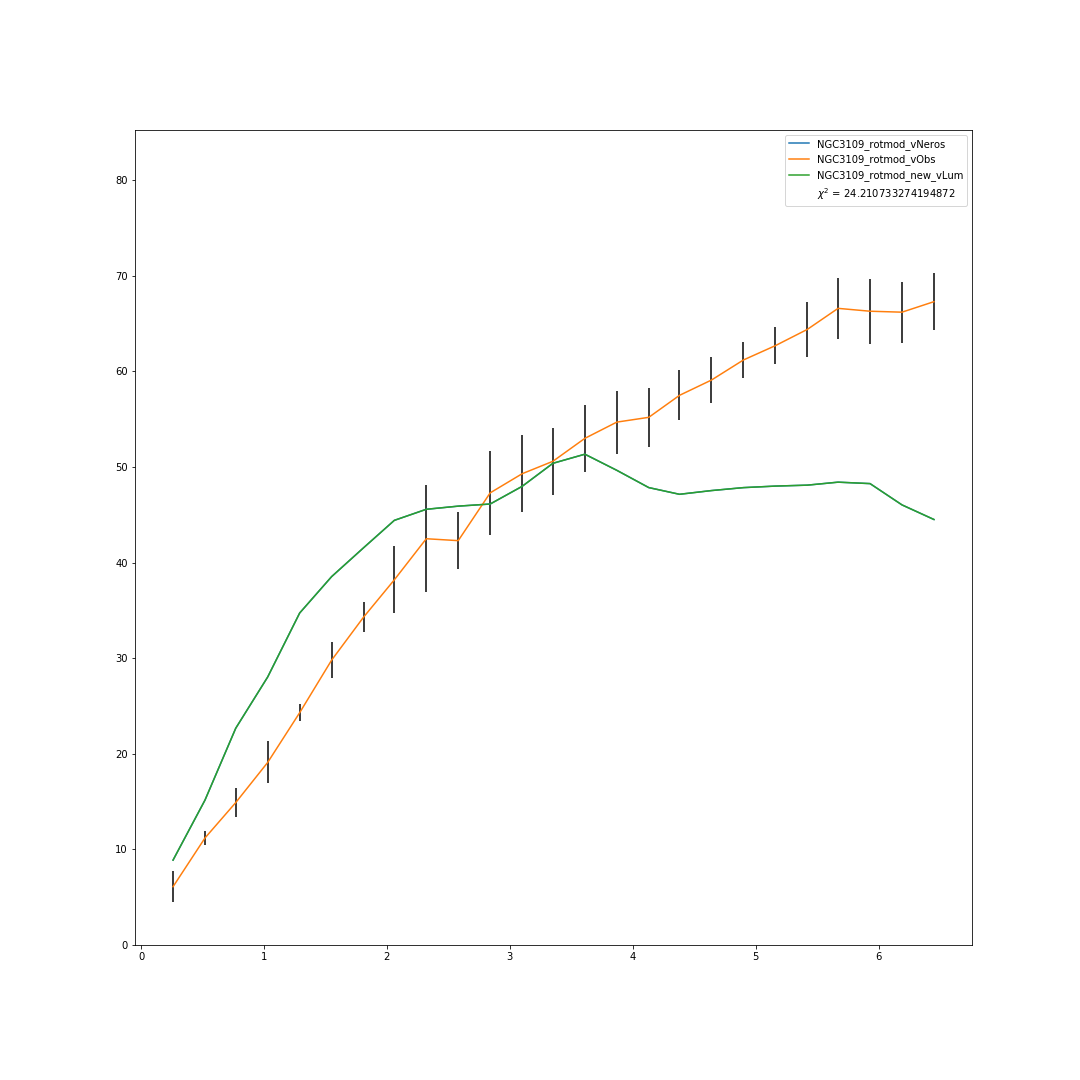 NGC3109_rotmod_vNeros
NGC3109_rotmod_vObs
NGC3109_rotmod_new_vLum
χ² = 24.210733274194872
80
70
60
50
40
30
20
10
0
0 1 2 3 4 5 6